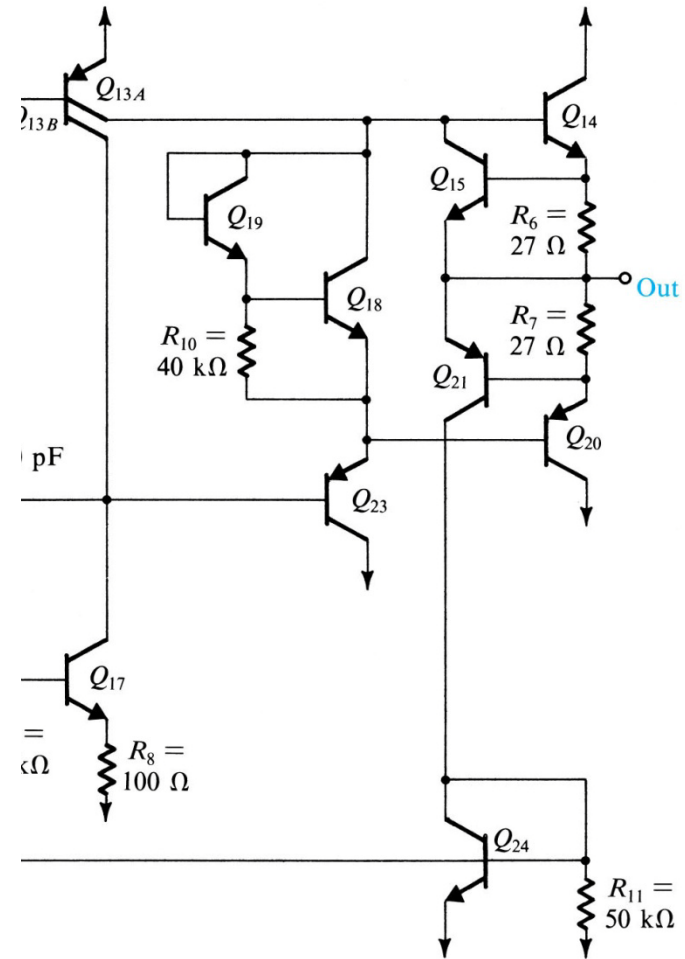 Q13A
Q13B
Q14
Q15
Q19
R6 =
27 Ω
Out
Q18
R7 =
27 Ω
R10 =
40 kΩ
Q21
Q20
pF
Q23
Q17
=
kΩ
R8 =
100 Ω
Q24
R11 =
50 kΩ